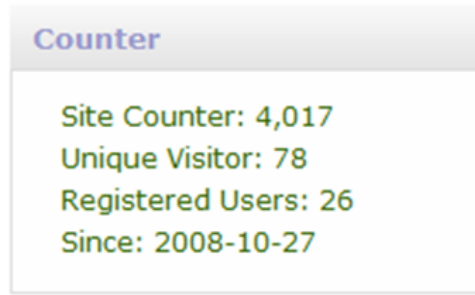 Counter
Site Counter: 4,017
Unique Visitor: 78
Registered Users: 26
Since: 2008-10-27